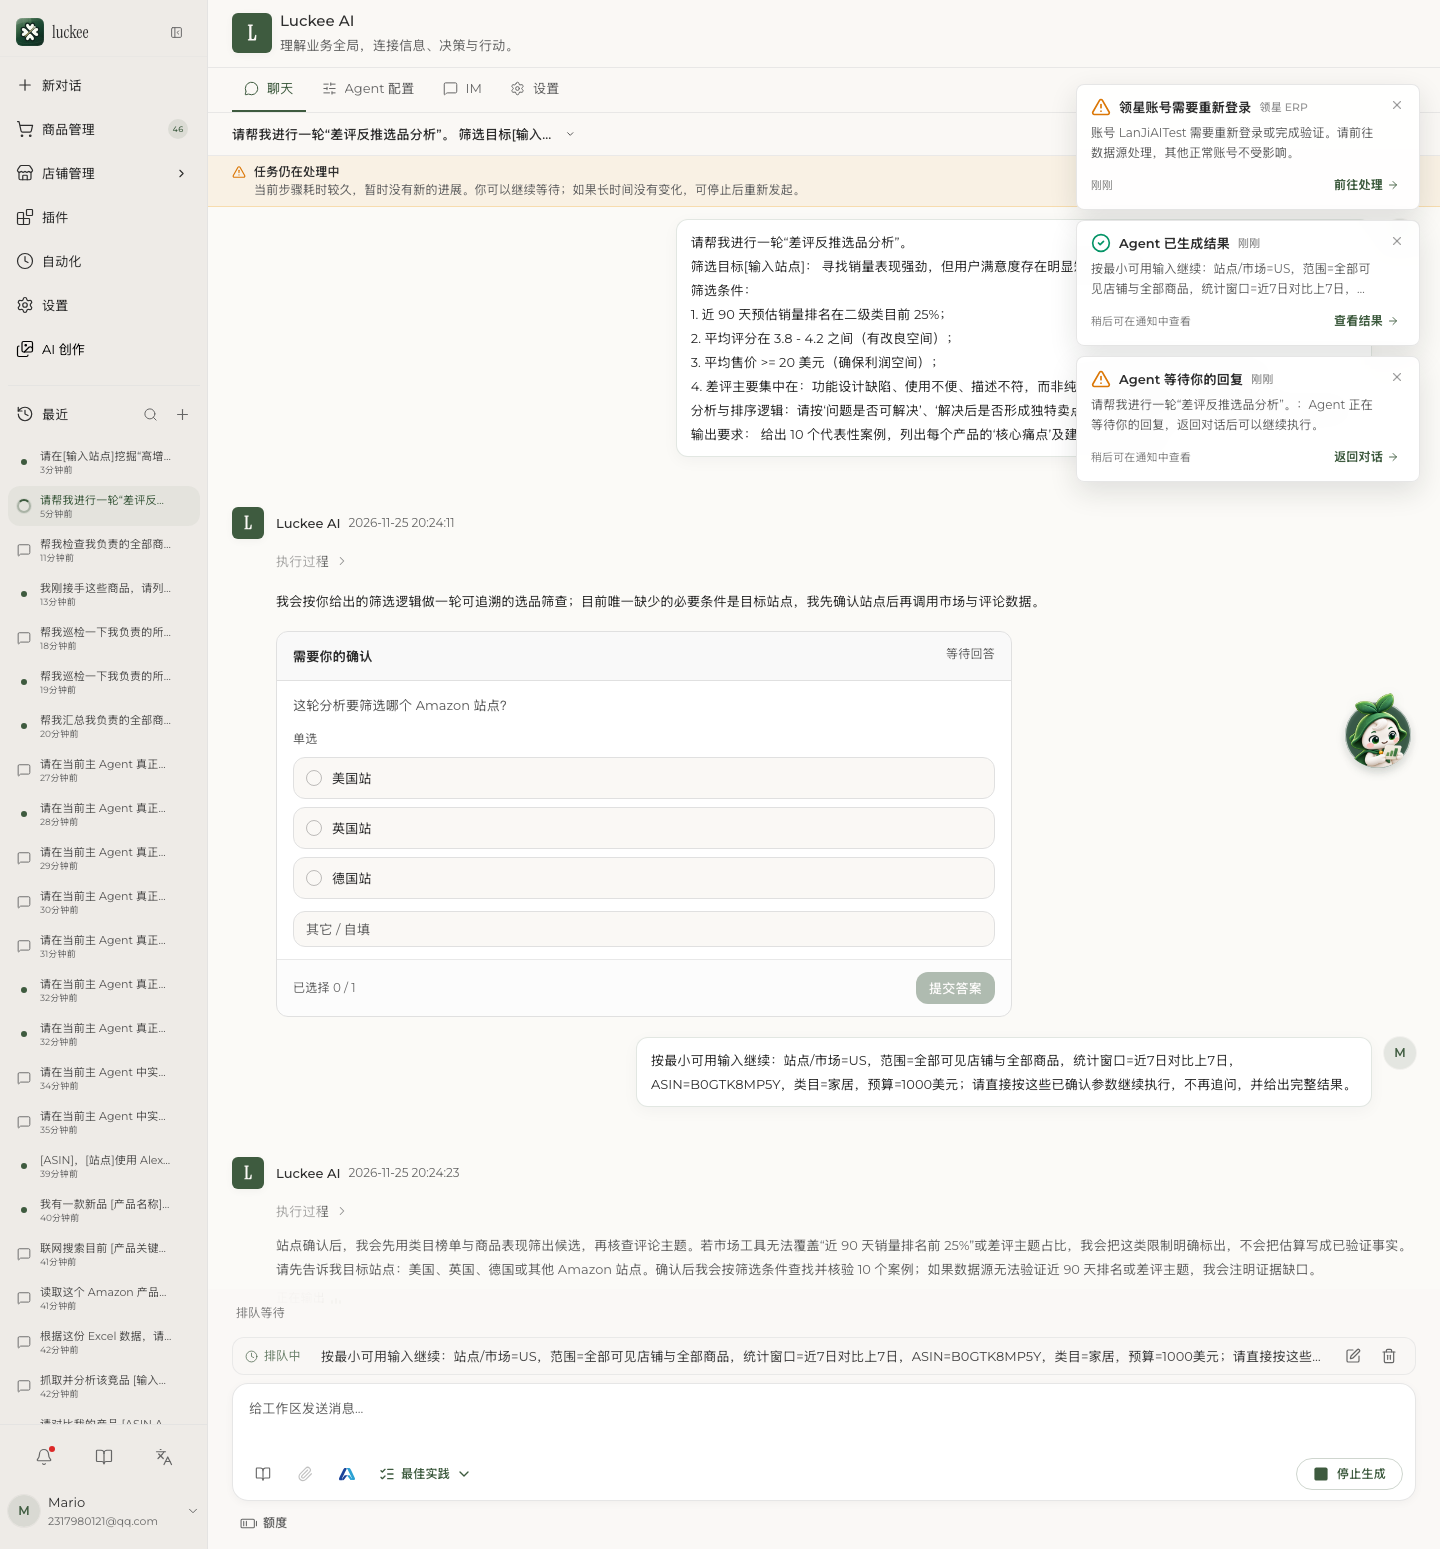 luckee
新对话
商品管理
46
店铺管理
插件
自动化
设置
AI 创作
最近
请在[输入站点]挖掘“高增...
3分钟前
请帮我进行一轮“差评反...
5分钟前
帮我检查我负责的全部商...
11分钟前
我刚接手这些商品，请列...
13分钟前
帮我巡检一下我负责的所...
18分钟前
帮我巡检一下我负责的所...
19分钟前
帮我汇总我负责的全部商...
20分钟前
请在当前主 Agent 真正...
27分钟前
请在当前主 Agent 真正...
28分钟前
请在当前主 Agent 真正...
29分钟前
请在当前主 Agent 真正...
30分钟前
请在当前主 Agent 真正...
31分钟前
请在当前主 Agent 真正...
32分钟前
请在当前主 Agent 真正...
32分钟前
请在当前主 Agent 中实...
34分钟前
请在当前主 Agent 中实...
35分钟前
[ASIN]，[站点]使用 Alex...
39分钟前
我有一款新品 [产品名称]...
40分钟前
联网搜索目前 [产品关键...
41分钟前
读取这个 Amazon 产品...
41分钟前
根据这份 Excel 数据，请...
42分钟前
抓取并分析该竞品 [输入...
42分钟前
请对比我的产品 [ASIN A...
M
Mario
2317980121@qq.com
L
Luckee AI
理解业务全局，连接信息、决策与行动。
聊天
Agent 配置
IM
设置
请帮我进行一轮“差评反推选品分析”。 筛选目标[输入...
任务仍在处理中
当前步骤耗时较久，暂时没有新的进展。你可以继续等待；如果长时间没有变化，可停止后重新发起。
请帮我进行一轮“差评反推选品分析”。
筛选目标[输入站点]： 寻找销量表现强劲，但用户满意度存在明显
筛选条件：
1. 近 90 天预估销量排名在二级类目前 25%；
2. 平均评分在 3.8 - 4.2 之间（有改良空间）；
3. 平均售价 >= 20 美元（确保利润空间）；
4. 差评主要集中在：功能设计缺陷、使用不便、描述不符，而非纯
分析与排序逻辑：请按‘问题是否可解决’、‘解决后是否形成独特卖点
输出要求： 给出 10 个代表性案例，列出每个产品的‘核心痛点’及建
领星账号需要重新登录 领星 ERP
账号 LanJiAITest 需要重新登录或完成验证。请前往
数据源处理，其他正常账号不受影响。
刚刚
前往处理
Agent 已生成结果 刚刚
按最小可用输入继续：站点/市场=US，范围=全部可
见店铺与全部商品，统计窗口=近7日对比上7日，...
稍后可在通知中查看
查看结果
Agent 等待你的回复 刚刚
请帮我进行一轮“差评反推选品分析”。：Agent 正在
等待你的回复，返回对话后可以继续执行。
稍后可在通知中查看
返回对话
L
Luckee AI 2026-11-25 20:24:11
执行过程
我会按你给出的筛选逻辑做一轮可追溯的选品筛查；目前唯一缺少的必要条件是目标站点，我先确认站点后再调用市场与评论数据。
需要你的确认
等待回答
这轮分析要筛选哪个 Amazon 站点？
单选
美国站
英国站
德国站
其它 / 自填
已选择 0 / 1
提交答案
按最小可用输入继续：站点/市场=US，范围=全部可见店铺与全部商品，统计窗口=近7日对比上7日，
ASIN=B0GTK8MP5Y，类目=家居，预算=1000美元；请直接按这些已确认参数继续执行，不再追问，并给出完整结果。
M
L
Luckee AI 2026-11-25 20:24:23
执行过程
站点确认后，我会先用类目榜单与商品表现筛出候选，再核查评论主题。若市场工具无法覆盖“近 90 天销量排名前 25%”或差评主题占比，我会把这类限制明确标出，不会把估算写成已验证事实。
请先告诉我目标站点：美国、英国、德国或其他 Amazon 站点。确认后我会按筛选条件查找并核验 10 个案例；如果数据源无法验证近 90 天排名或差评主题，我会注明证据缺口。
排队等待
排队中
按最小可用输入继续：站点/市场=US，范围=全部可见店铺与全部商品，统计窗口=近7日对比上7日，ASIN=B0GTK8MP5Y，类目=家居，预算=1000美元；请直接按这些...
给工作区发送消息...
最佳实践
停止生成
额度